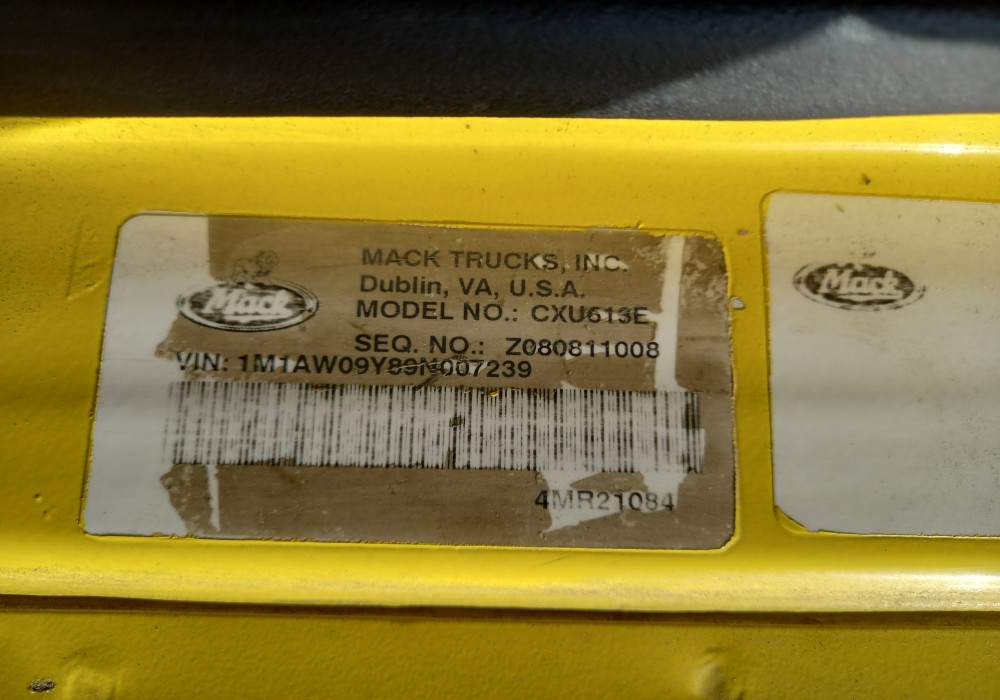 Mack
MACK TRUCKS, INC.
Dublin, VA, U.S.A.
MODEL NO.: CXU613E
SEQ. NO.: Z080811008
VIN: 1M1AW09Y89N007239
4MR21084
Mack